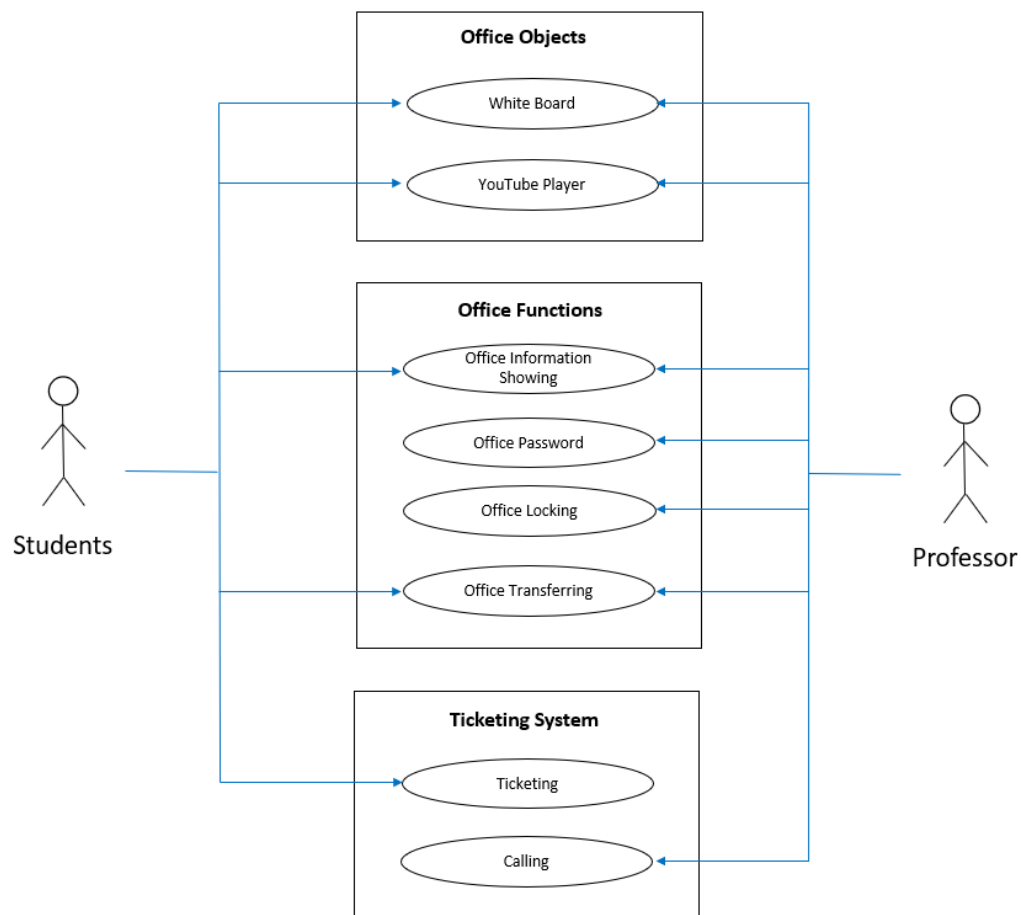 Office Objects
White Board
YouTube Player
Office Functions
Office Information
Showing
Office Password
Office Locking
Office Transferring
Students
Professor
Ticketing System
Ticketing
Calling